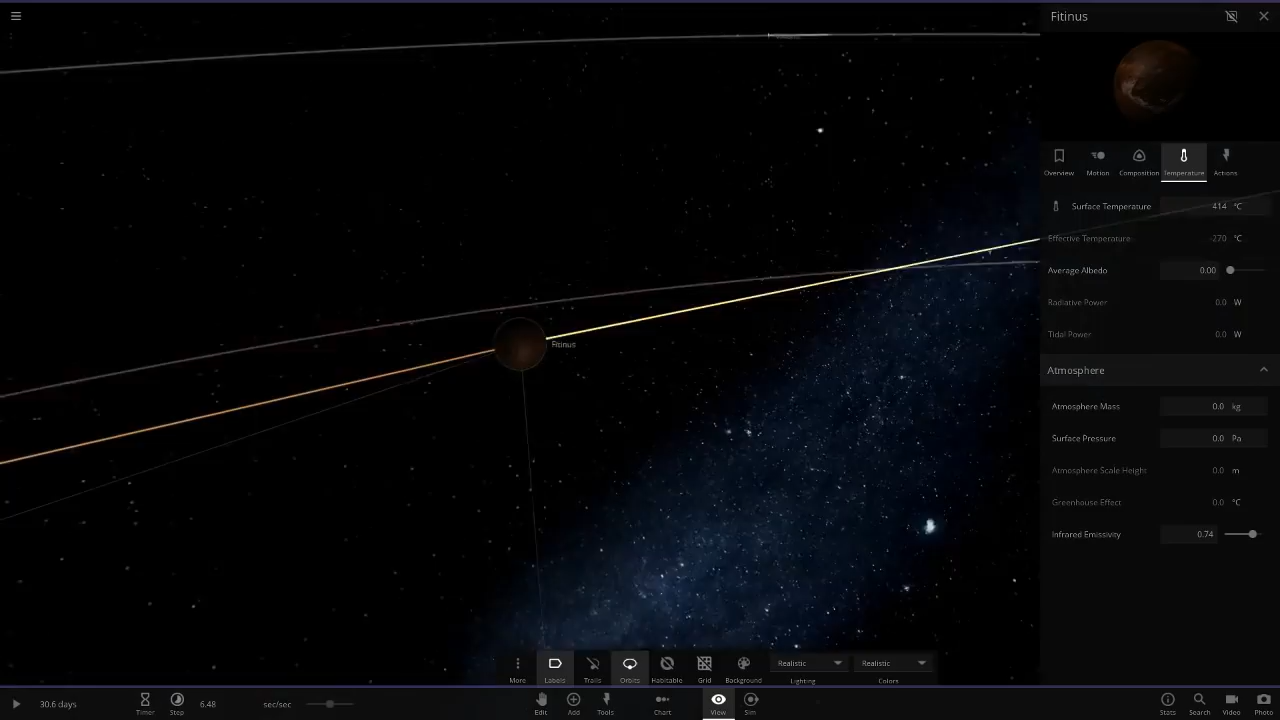 Fitinus
Overview Motion Composition Temperature Actions
Surface Temperature 414 °C
Effective Temperature -270 °C
Average Albedo 0.00
Radiative Power 0.0 W
Tidal Power 0.0 W
Atmosphere
Atmosphere Mass 0.0 kg
Surface Pressure 0.0 Pa
Atmosphere Scale Height 0.0 m
Greenhouse Effect 0.0 °C
Infrared Emissivity 0.74
Fitinus
Realistic Realistic
More Labels Trails Orbits Habitable Grid Background Lighting Colors
30.6 days Timer Step 6.48 sec/sec Edit Add Tools Chart View Sim Stats Search Video Photo